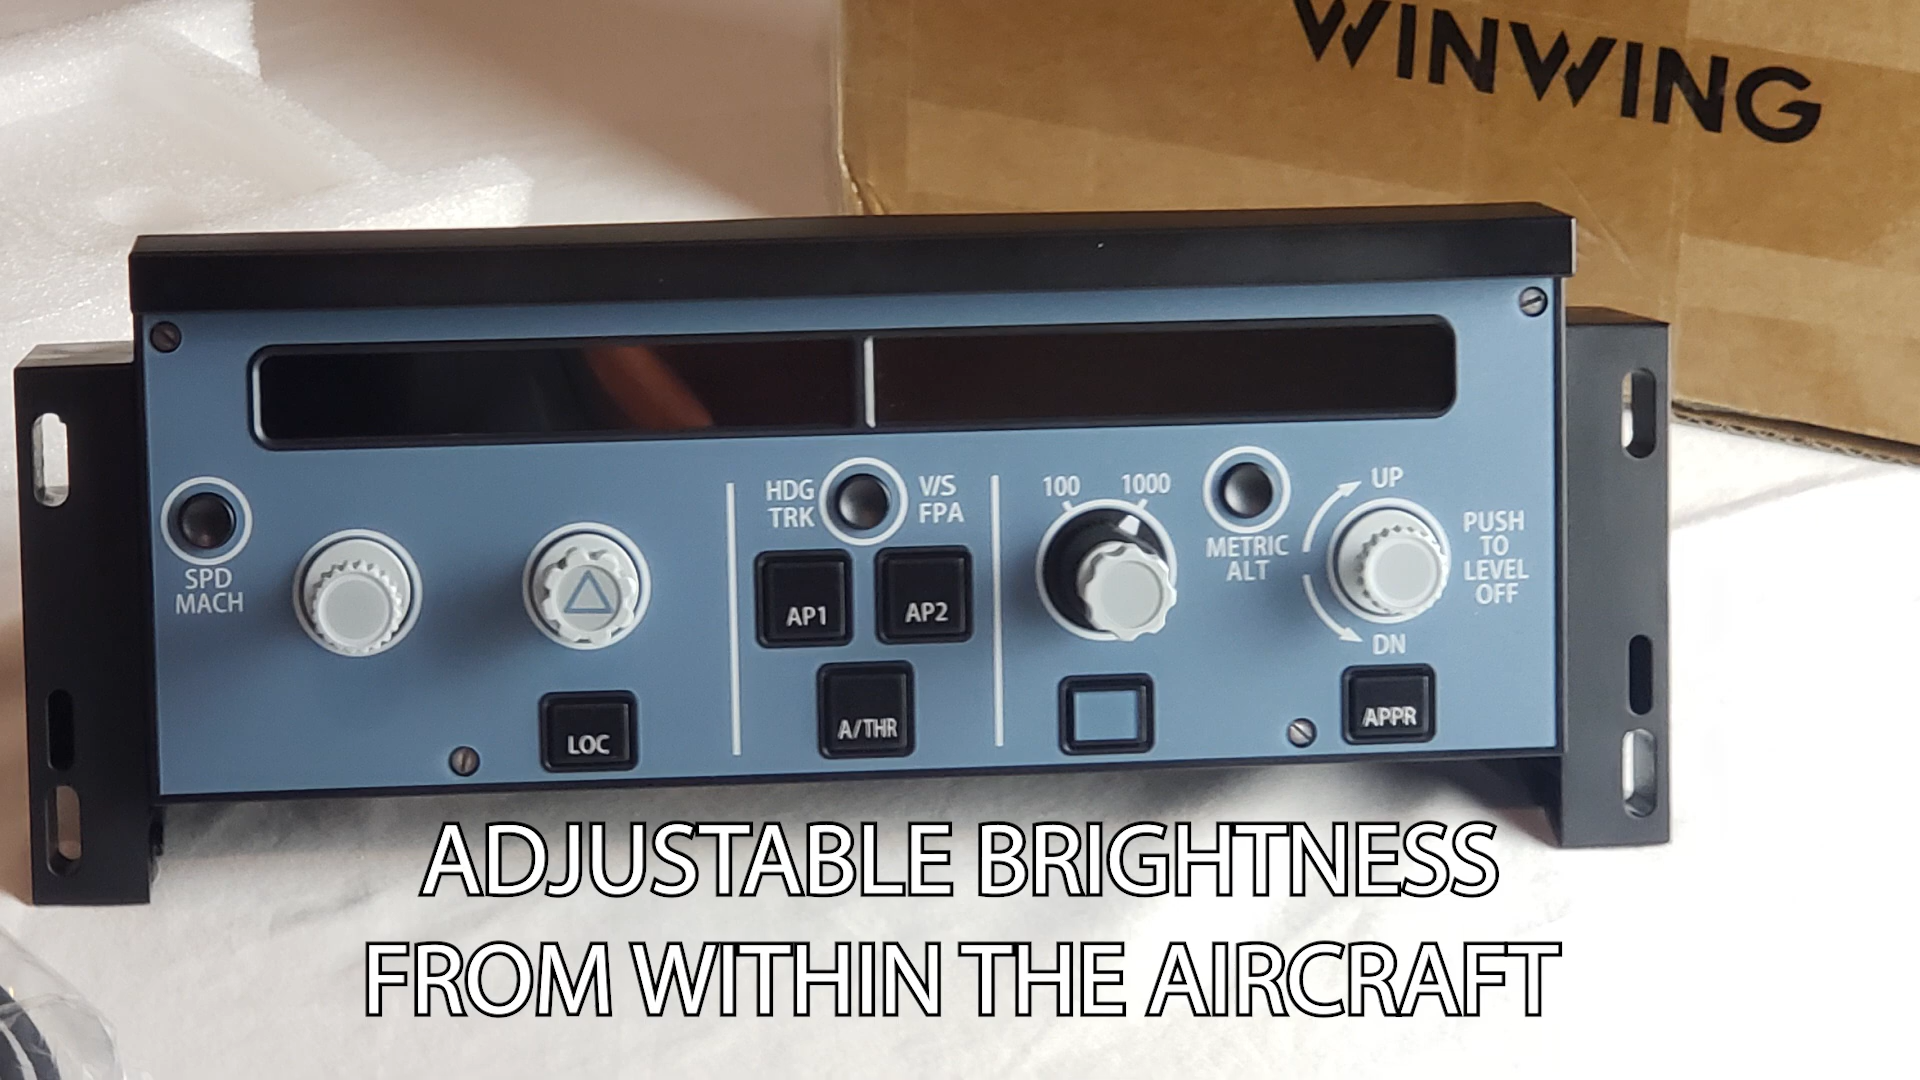 WINWING
SPD
MACH
HDG
TRK
V/S
FPA
AP1
AP2
A/THR
LOC
100
1000
METRIC
ALT
UP
DN
PUSH
TO
LEVEL
OFF
APPR
ADJUSTABLE BRIGHTNESS
FROM WITHIN THE AIRCRAFT